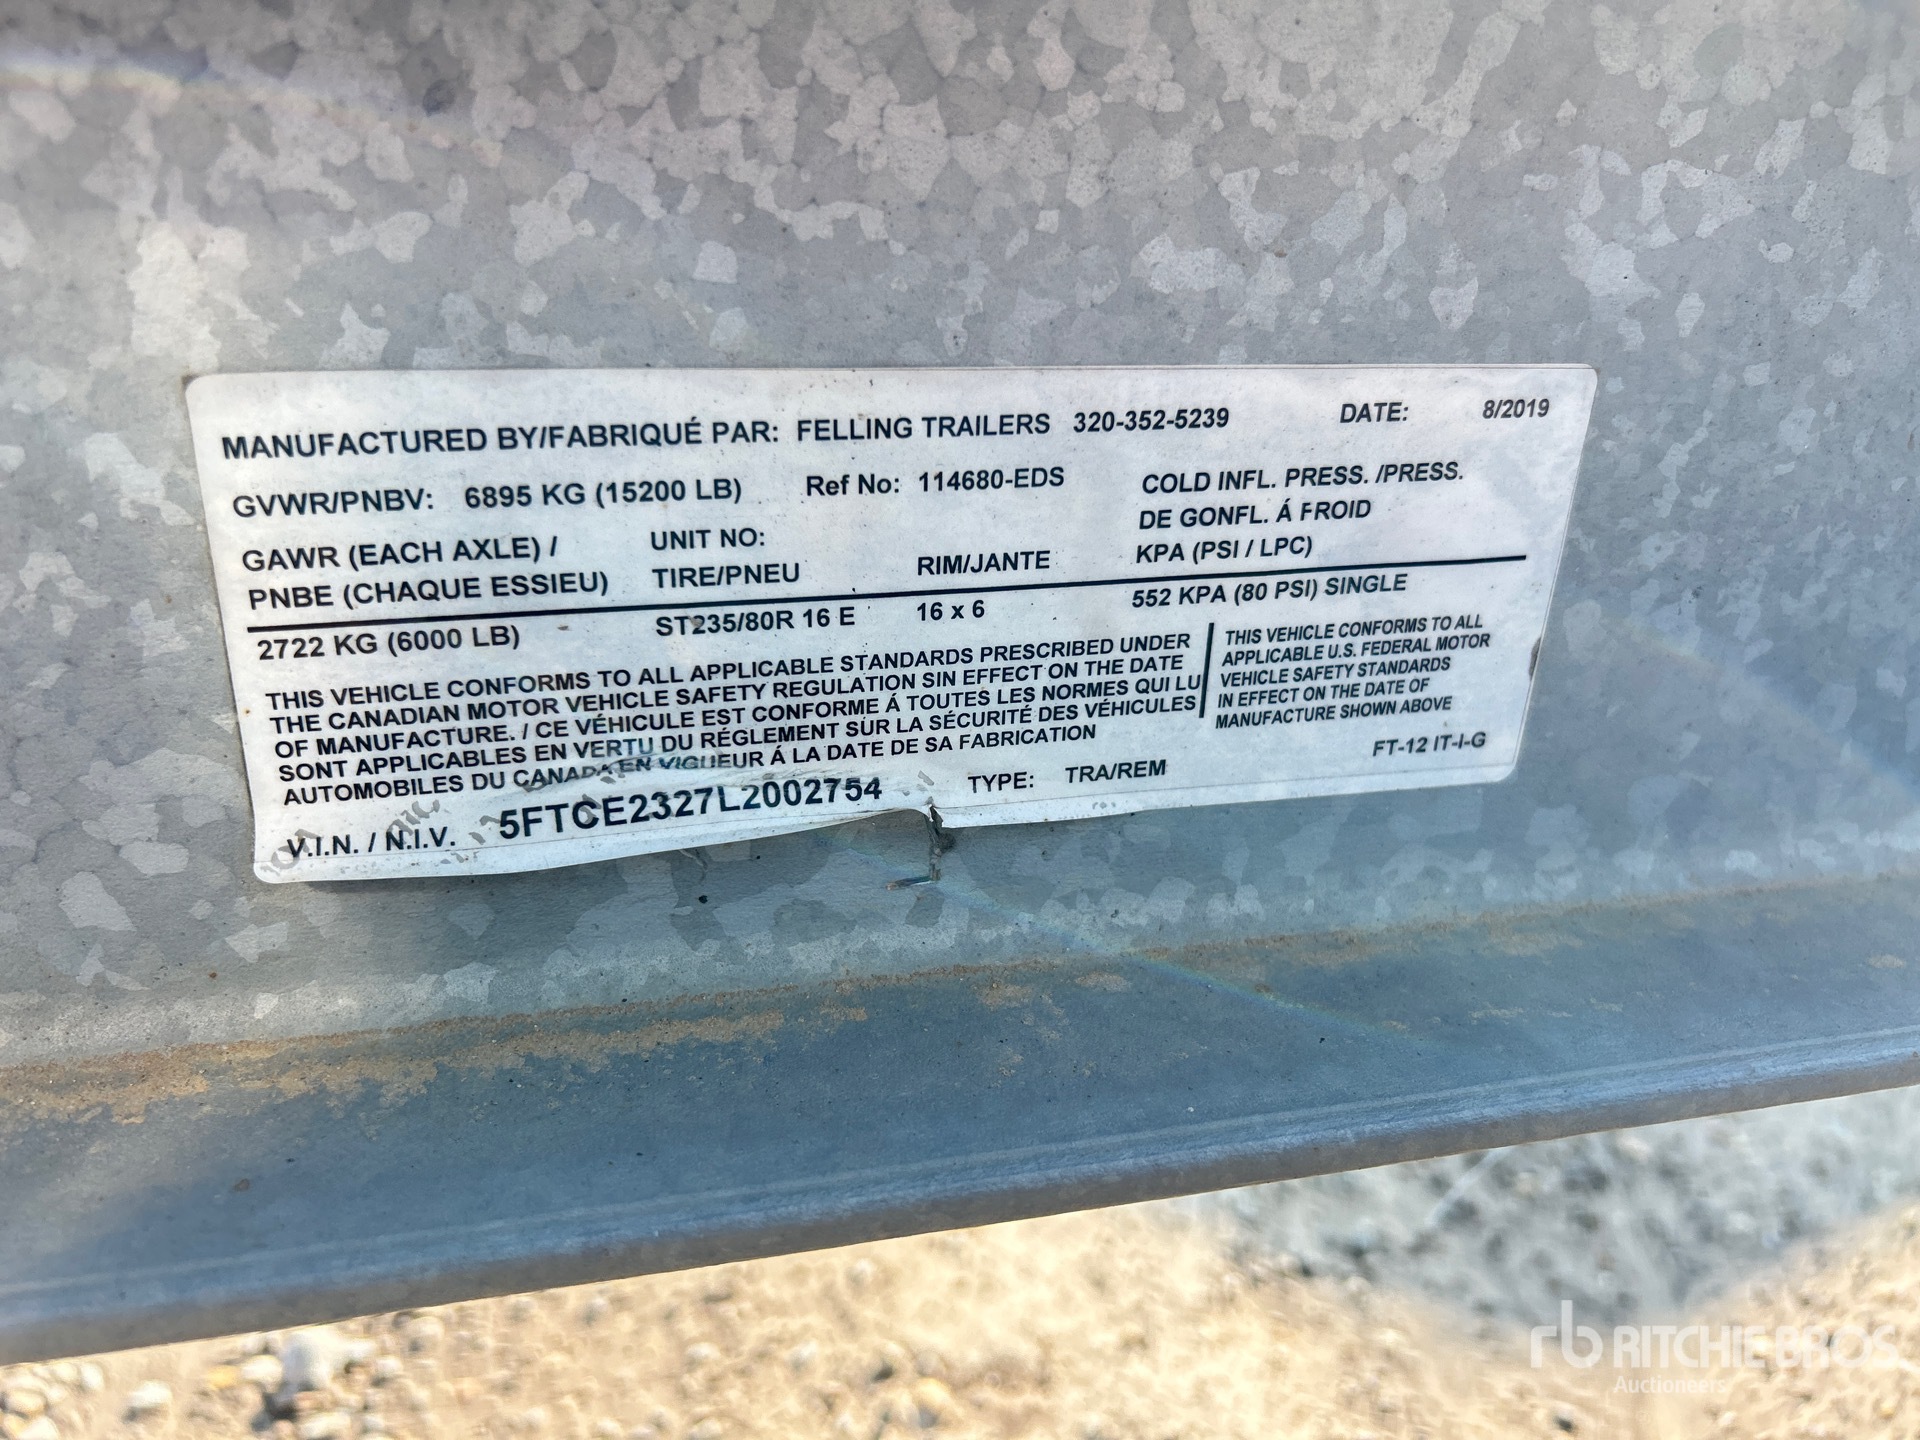 MANUFACTURED BY/FABRIQUÉ PAR: FELLING TRAILERS 320-352-5239 DATE: 8/2019
GVWR/PNBV: 6895 KG (15200 LB) Ref No: 114680-EDS COLD INFL. PRESS. /PRESS.
DE GONFL. Á FROID
GAWR (EACH AXLE) / UNIT NO: KPA (PSI / LPC)
PNBE (CHAQUE ESSIEU) TIRE/PNEU RIM/JANTE
2722 KG (6000 LB) ST235/80R 16 E 16 x 6 552 KPA (80 PSI) SINGLE
THIS VEHICLE CONFORMS TO ALL APPLICABLE STANDARDS PRESCRIBED UNDER
THE CANADIAN MOTOR VEHICLE SAFETY REGULATION SIN EFFECT ON THE DATE
OF MANUFACTURE. / CE VÉHICULE EST CONFORME Á TOUTES LES NORMES QUI LU
SONT APPLICABLES EN VERTU DU RÉGLEMENT SUR LA SÉCURITÉ DES VÉHICULES
AUTOMOBILES DU CANADA EN VIGUEUR Á LA DATE DE SA FABRICATION
THIS VEHICLE CONFORMS TO ALL
APPLICABLE U.S. FEDERAL MOTOR
VEHICLE SAFETY STANDARDS
IN EFFECT ON THE DATE OF
MANUFACTURE SHOWN ABOVE
V.I.N. / N.I.V. 5FTCE2327L2002754 TYPE: TRA/REM FT-12 IT-I-G
rb RITCHIE BROS
Auctioneers